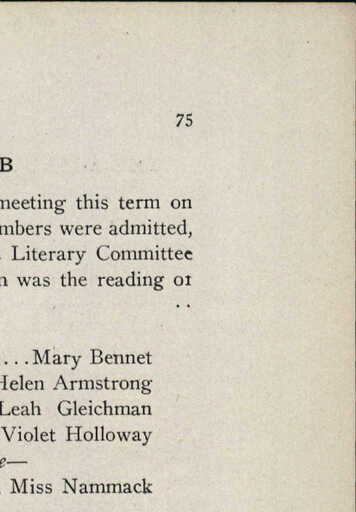 75
B
meeting this term on
mbers were admitted,
Literary Committee
n was the reading of
. .
...Mary Bennet
Helen Armstrong
Leah Gleichman
Violet Holloway
e—
Miss Nammack